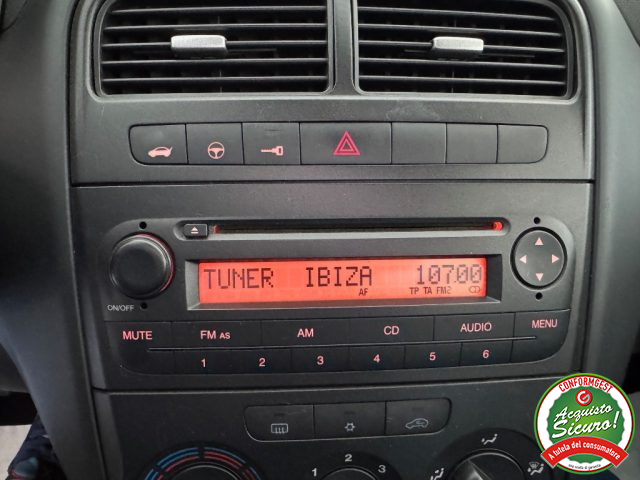 TUNER IBIZA 10700
AF TP TA FM2
ON/OFF
MUTE FM AS AM CD AUDIO MENU
1 2 3 4 5 6
1 2 3
CONFORMGEST
Acquisto
Sicuro!
A tutela del consumatore